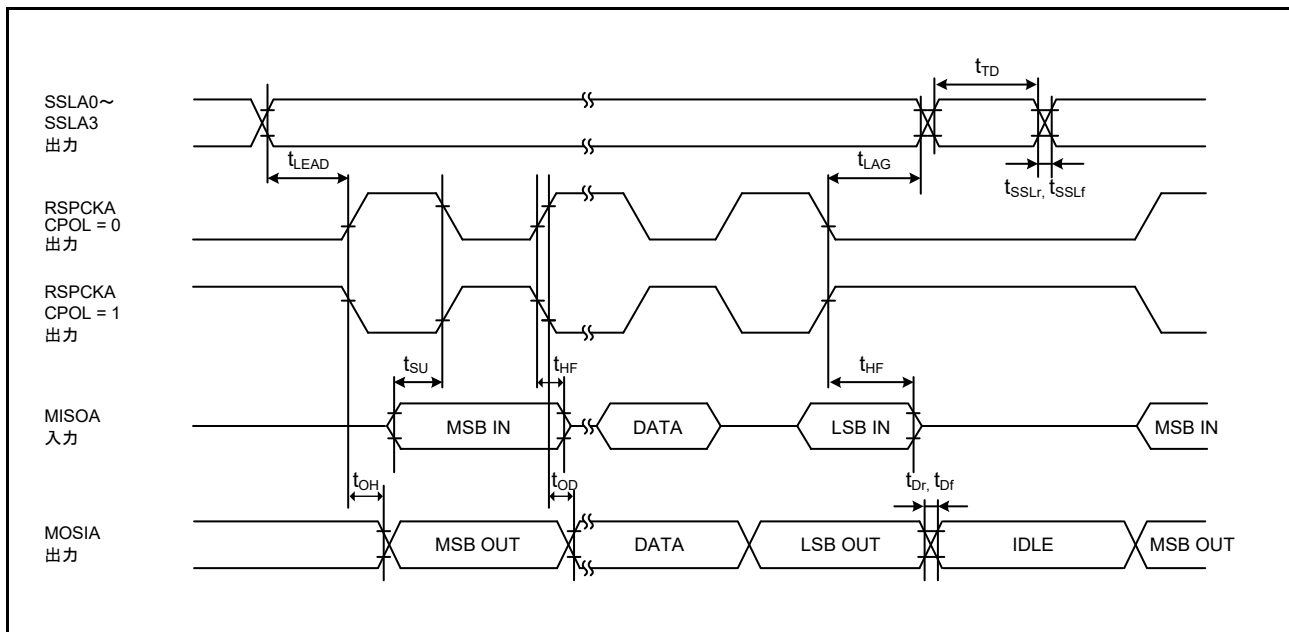 tTD
SSLA0～
SSLA3
出力
tLEAD
tLAG
tSSLr, tSSLf
RSPCKA
CPOL = 0
出力
RSPCKA
CPOL = 1
出力
tSU
tHF
tHF
MISOA
入力
MSB IN
DATA
LSB IN
MSB IN
tOH
tOD
tDr, tDf
MOSIA
出力
MSB OUT
DATA
LSB OUT
IDLE
MSB OUT